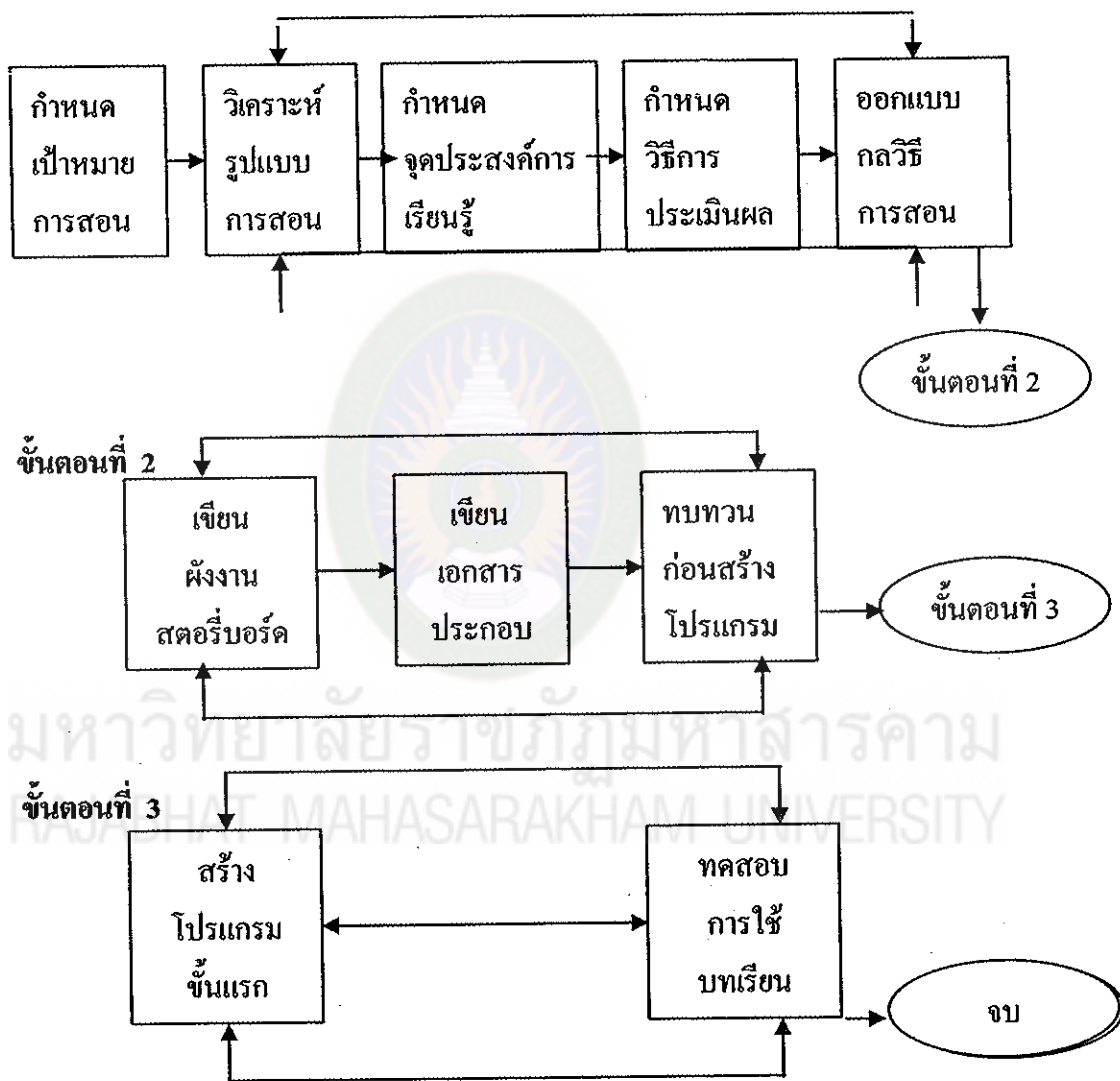 กำหนด
เป้าหมาย
การสอน
วิเคราะห์
รูปแบบ
การสอน
กำหนด
จุดประสงค์การ
เรียนรู้
กำหนด
วิธีการ
ประเมินผล
ออกแบบ
กลวิธี
การสอน
ขั้นตอนที่ 2
ขั้นตอนที่ 2
เขียน
ผังงาน
สตอรี่บอร์ด
เขียน
เอกสาร
ประกอบ
ทบทวน
ก่อนสร้าง
โปรแกรม
ขั้นตอนที่ 3
มหาวิทยาลัยราชภัฏมหาสารคาม
RAJABHAT MAHASARAKHAM UNIVERSITY
ขั้นตอนที่ 3
สร้าง
โปรแกรม
ขั้นแรก
ทดสอบ
การใช้
บทเรียน
จบ